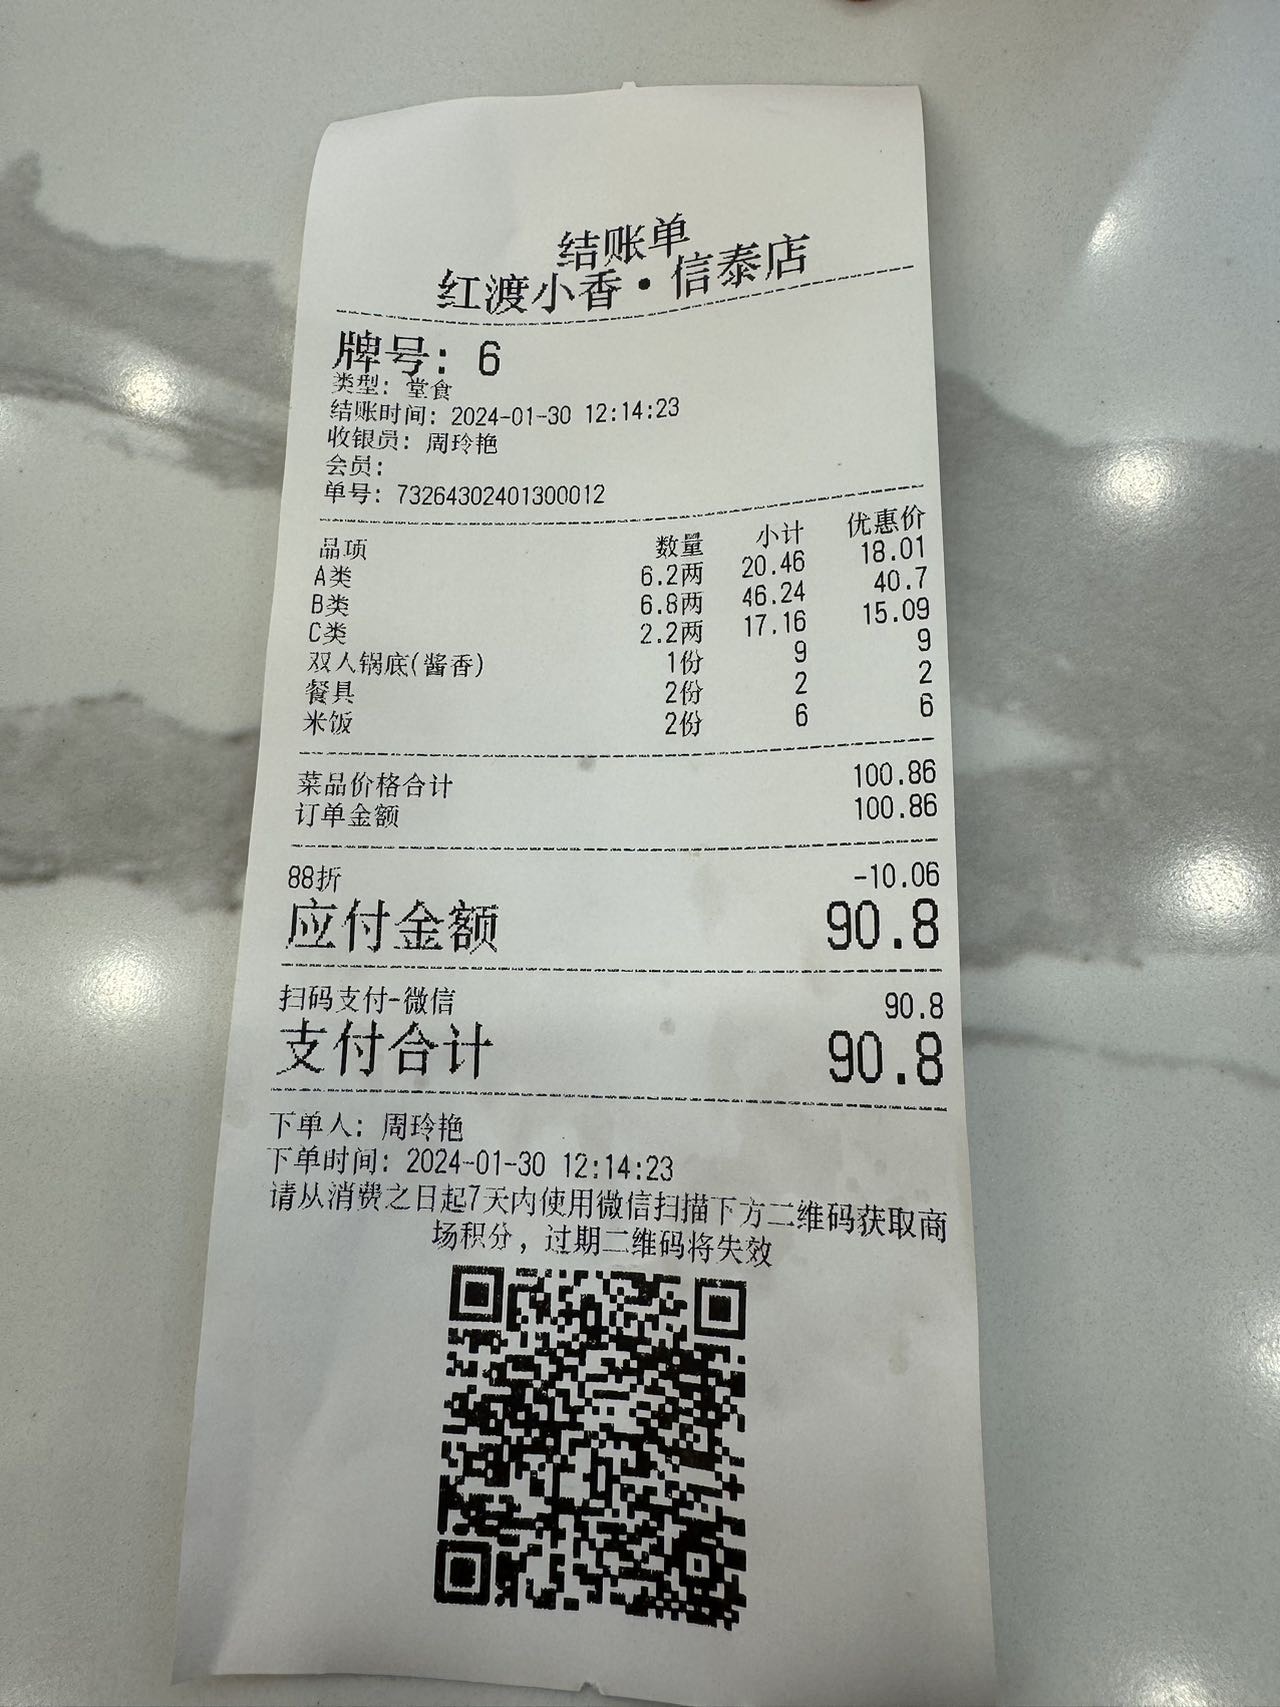 结账单
红渡小香·信泰店
牌号: 6
类型: 堂食
结账时间: 2024-01-30 12:14:23
收银员: 周玲艳
会员:
单号: 73264302401300012
品项 数量 小计 优惠价
A类 6.2两 20.46 18.01
B类 6.8两 46.24 40.7
C类 2.2两 17.16 15.09
双人锅底(酱香) 1份 9 9
餐具 2份 2 2
米饭 2份 6 6
菜品价格合计 100.86
订单金额 100.86
88折 -10.06
应付金额 90.8
扫码支付-微信 90.8
支付合计 90.8
下单人: 周玲艳
下单时间: 2024-01-30 12:14:23
请从消费之日起7天内使用微信扫描下方二维码获取商
场积分，过期二维码将失效